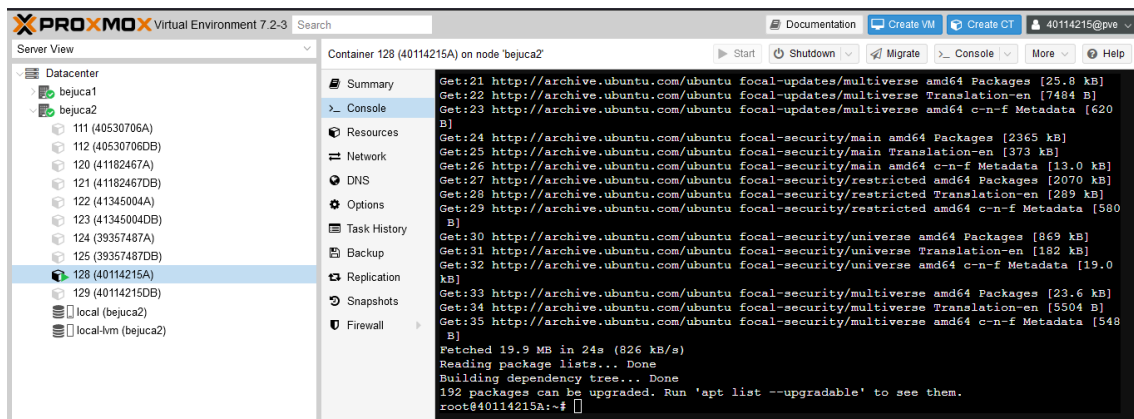 PROXMOX Virtual Environment 7.2-3 Search Documentation Create VM Create CT 40114215@pve
Server View
Container 128 (40114215A) on node 'bejuca2' Start Shutdown Migrate Console More Help
Datacenter
bejuca1
bejuca2
111 (40530706A)
112 (40530706DB)
120 (41182467A)
121 (41182467DB)
122 (41345004A)
123 (41345004DB)
124 (39357487A)
125 (39357487DB)
128 (40114215A)
129 (40114215DB)
local (bejuca2)
local-lvm (bejuca2)
Summary
>_ Console
Resources
Network
DNS
Options
Task History
Backup
Replication
Snapshots
Firewall
Get:21 http://archive.ubuntu.com/ubuntu focal-updates/multiverse amd64 Packages [25.8 kB]
Get:22 http://archive.ubuntu.com/ubuntu focal-updates/multiverse Translation-en [7484 B]
Get:23 http://archive.ubuntu.com/ubuntu focal-updates/multiverse amd64 c-n-f Metadata [620
B]
Get:24 http://archive.ubuntu.com/ubuntu focal-security/main amd64 Packages [2365 kB]
Get:25 http://archive.ubuntu.com/ubuntu focal-security/main Translation-en [373 kB]
Get:26 http://archive.ubuntu.com/ubuntu focal-security/main amd64 c-n-f Metadata [13.0 kB]
Get:27 http://archive.ubuntu.com/ubuntu focal-security/restricted amd64 Packages [2070 kB]
Get:28 http://archive.ubuntu.com/ubuntu focal-security/restricted Translation-en [289 kB]
Get:29 http://archive.ubuntu.com/ubuntu focal-security/restricted amd64 c-n-f Metadata [580
B]
Get:30 http://archive.ubuntu.com/ubuntu focal-security/universe amd64 Packages [869 kB]
Get:31 http://archive.ubuntu.com/ubuntu focal-security/universe Translation-en [182 kB]
Get:32 http://archive.ubuntu.com/ubuntu focal-security/universe amd64 c-n-f Metadata [19.0
kB]
Get:33 http://archive.ubuntu.com/ubuntu focal-security/multiverse amd64 Packages [23.6 kB]
Get:34 http://archive.ubuntu.com/ubuntu focal-security/multiverse Translation-en [5504 B]
Get:35 http://archive.ubuntu.com/ubuntu focal-security/multiverse amd64 c-n-f Metadata [548
B]
Fetched 19.9 MB in 24s (826 kB/s)
Reading package lists... Done
Building dependency tree... Done
192 packages can be upgraded. Run 'apt list --upgradable' to see them.
root@40114215A:~#